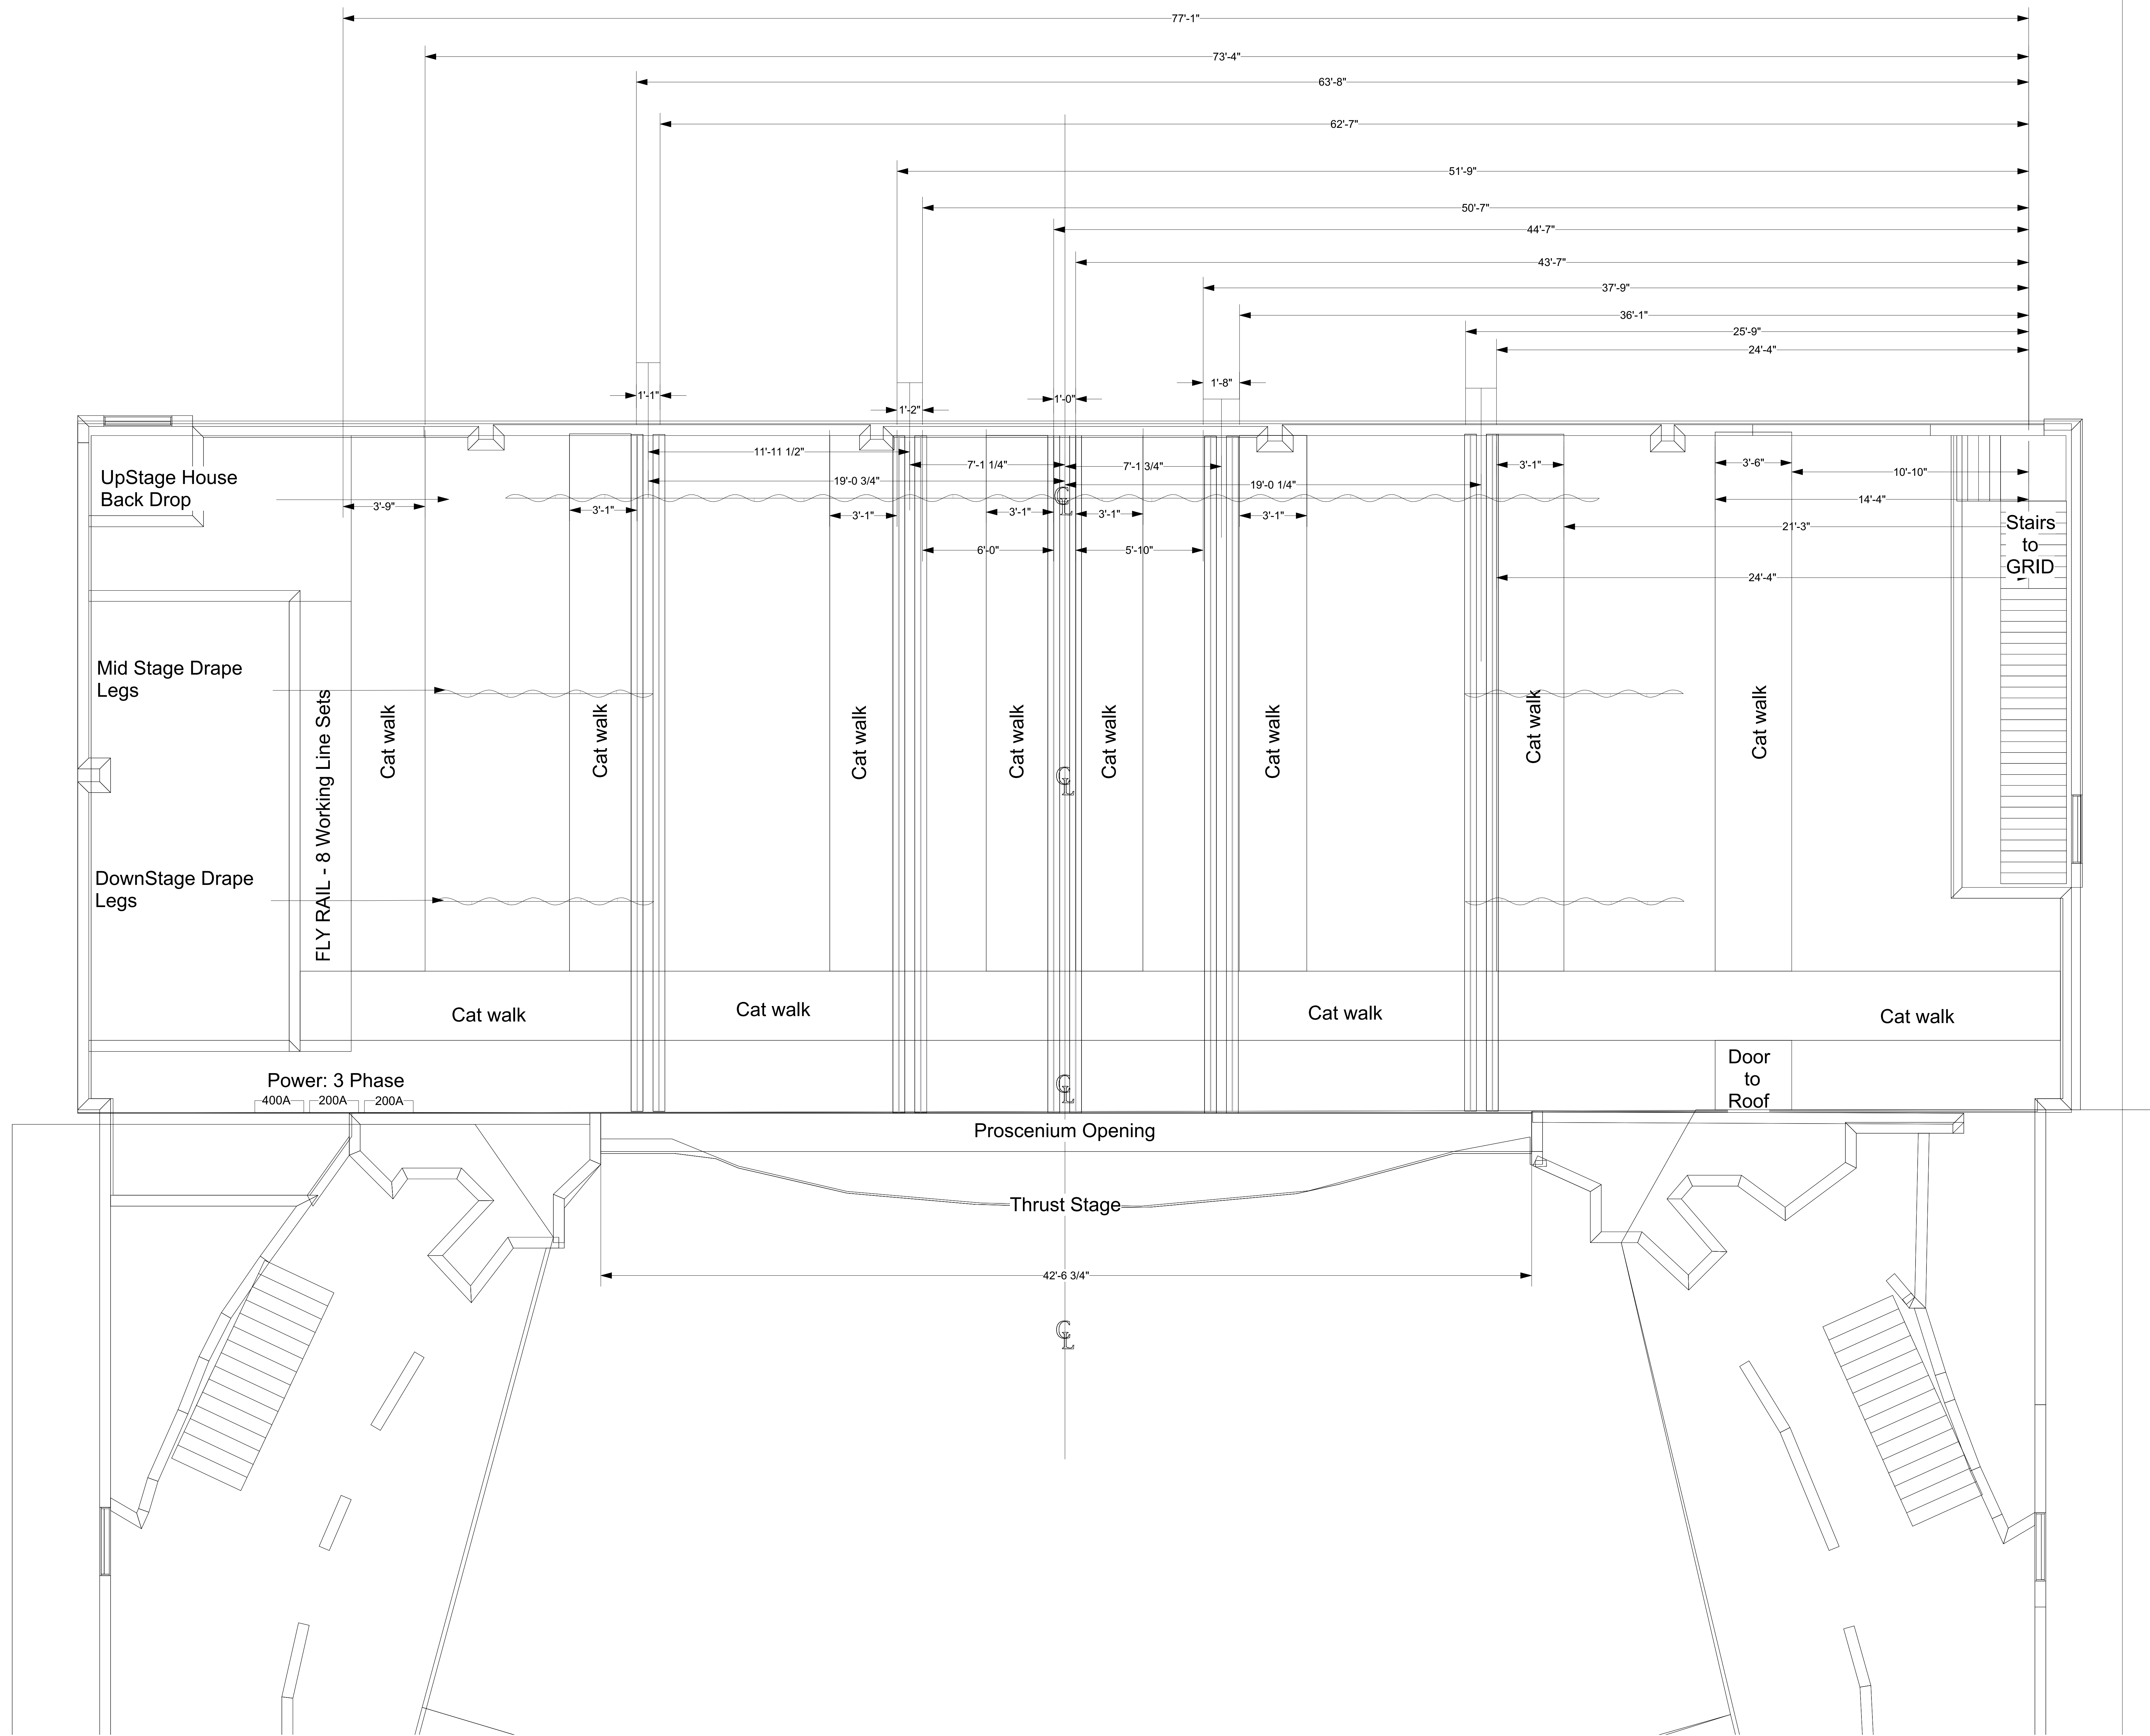 77'-1"
73'-4"
63'-8"
62'-7"
51'-9"
50'-7"
44'-7"
43'-7"
37'-9"
36'-1"
25'-9"
24'-4"
1'-8"
1'-1"
1'-0"
1'-2"
11'-11 1/2"
7'-1 1/4"
7'-1 3/4"
3'-1"
3'-6"
10'-10"
UpStage House
Back Drop
19'-0 3/4"
19'-0 1/4"
CL
14'-4"
3'-9"
3'-1"
3'-1"
3'-1"
3'-1"
3'-1"
21'-3"
Stairs
to
GRID
6'-0"
5'-10"
24'-4"
Mid Stage Drape
Legs
FLY RAIL - 8 Working Line Sets
Cat walk
Cat walk
Cat walk
Cat walk
Cat walk
Cat walk
Cat walk
Cat walk
CL
DownStage Drape
Legs
Cat walk
Cat walk
Cat walk
Cat walk
Power: 3 Phase
400A
200A
200A
CL
Door
to
Roof
Proscenium Opening
Thrust Stage
42'-6 3/4"
CL